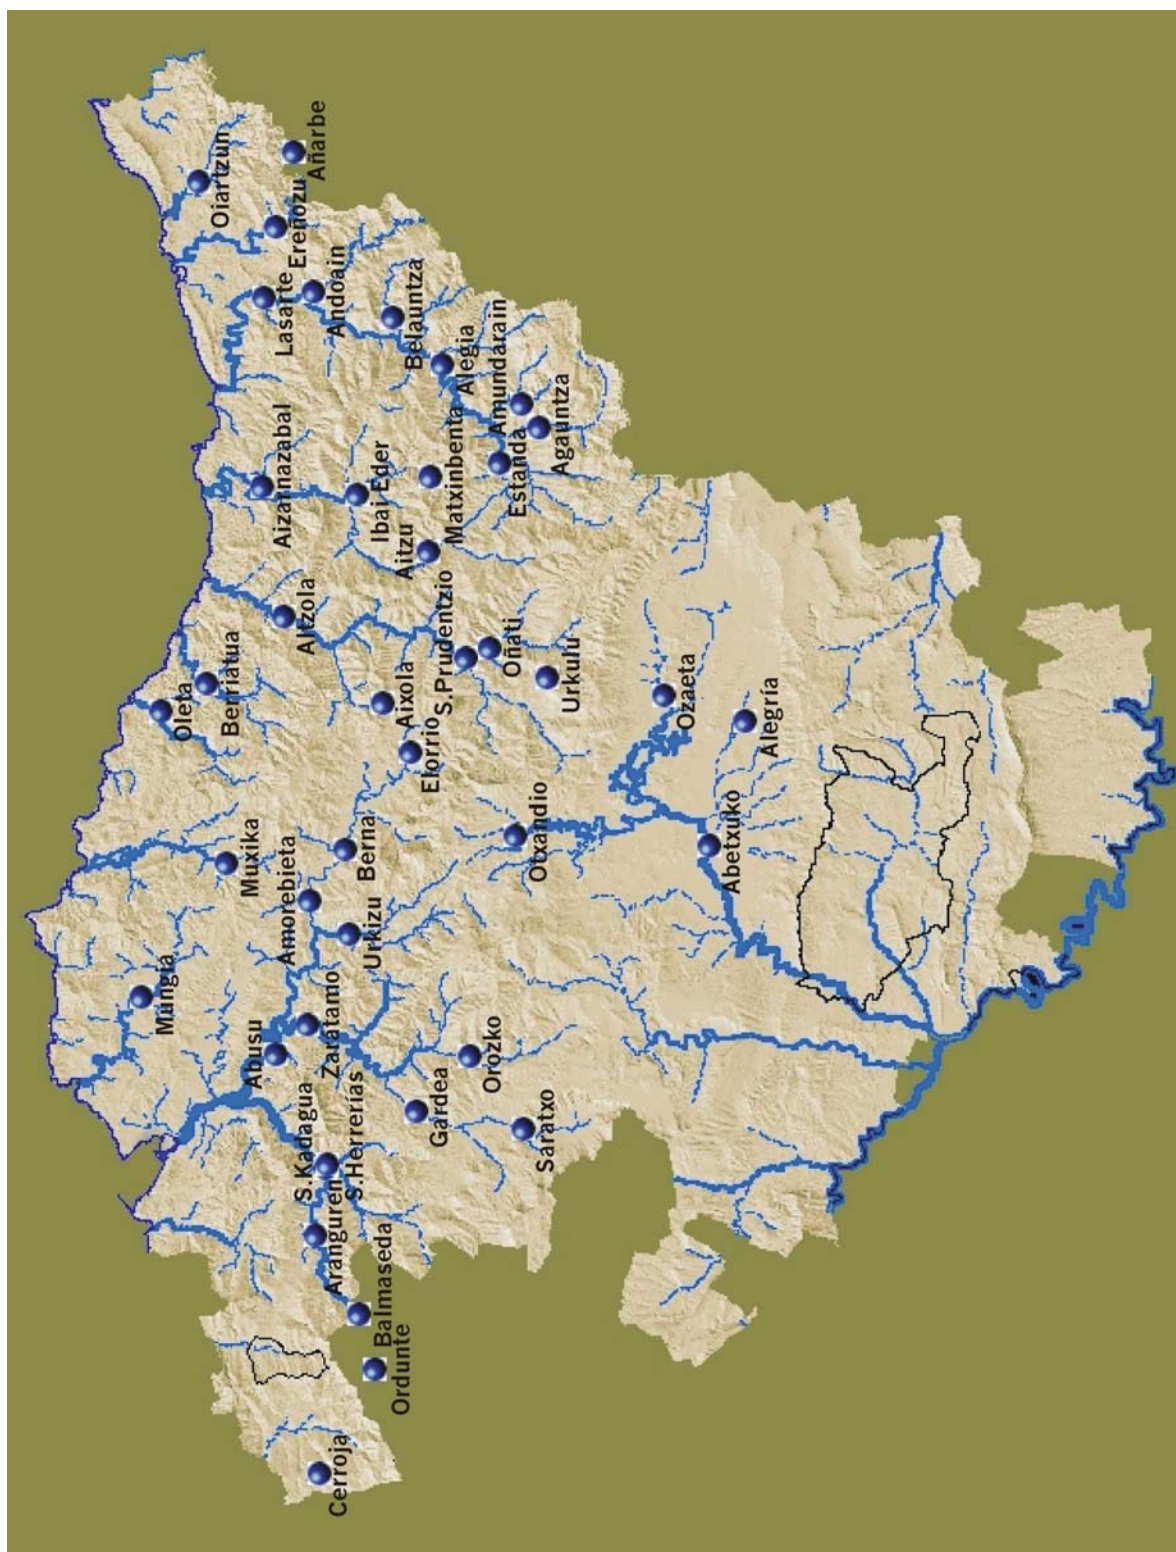 Mungia
Oleta
Oiartzun
Berriatua
Muxika
Abusu
Aizarnazabal
Lasarte
Amorebieta
Ereñozu
S.Kadagua
Altzola
Añarbe
Zaratamo
Aranguren
Andoain
Cerroja
S.Herrerías
Berna
Urkizu
Ibai Eder
Balmaseda
Ordunte
Aitzu
Aixola
Belauntza
Elorrio
Gardea
S.Prudentzio
Matxinbenta
Alegia
Orozko
Amundarain
Oñati
Estanda
Otxandio
Saratxo
Agauntza
Urkulu
Ozaeta
Abetxuko
Alegría